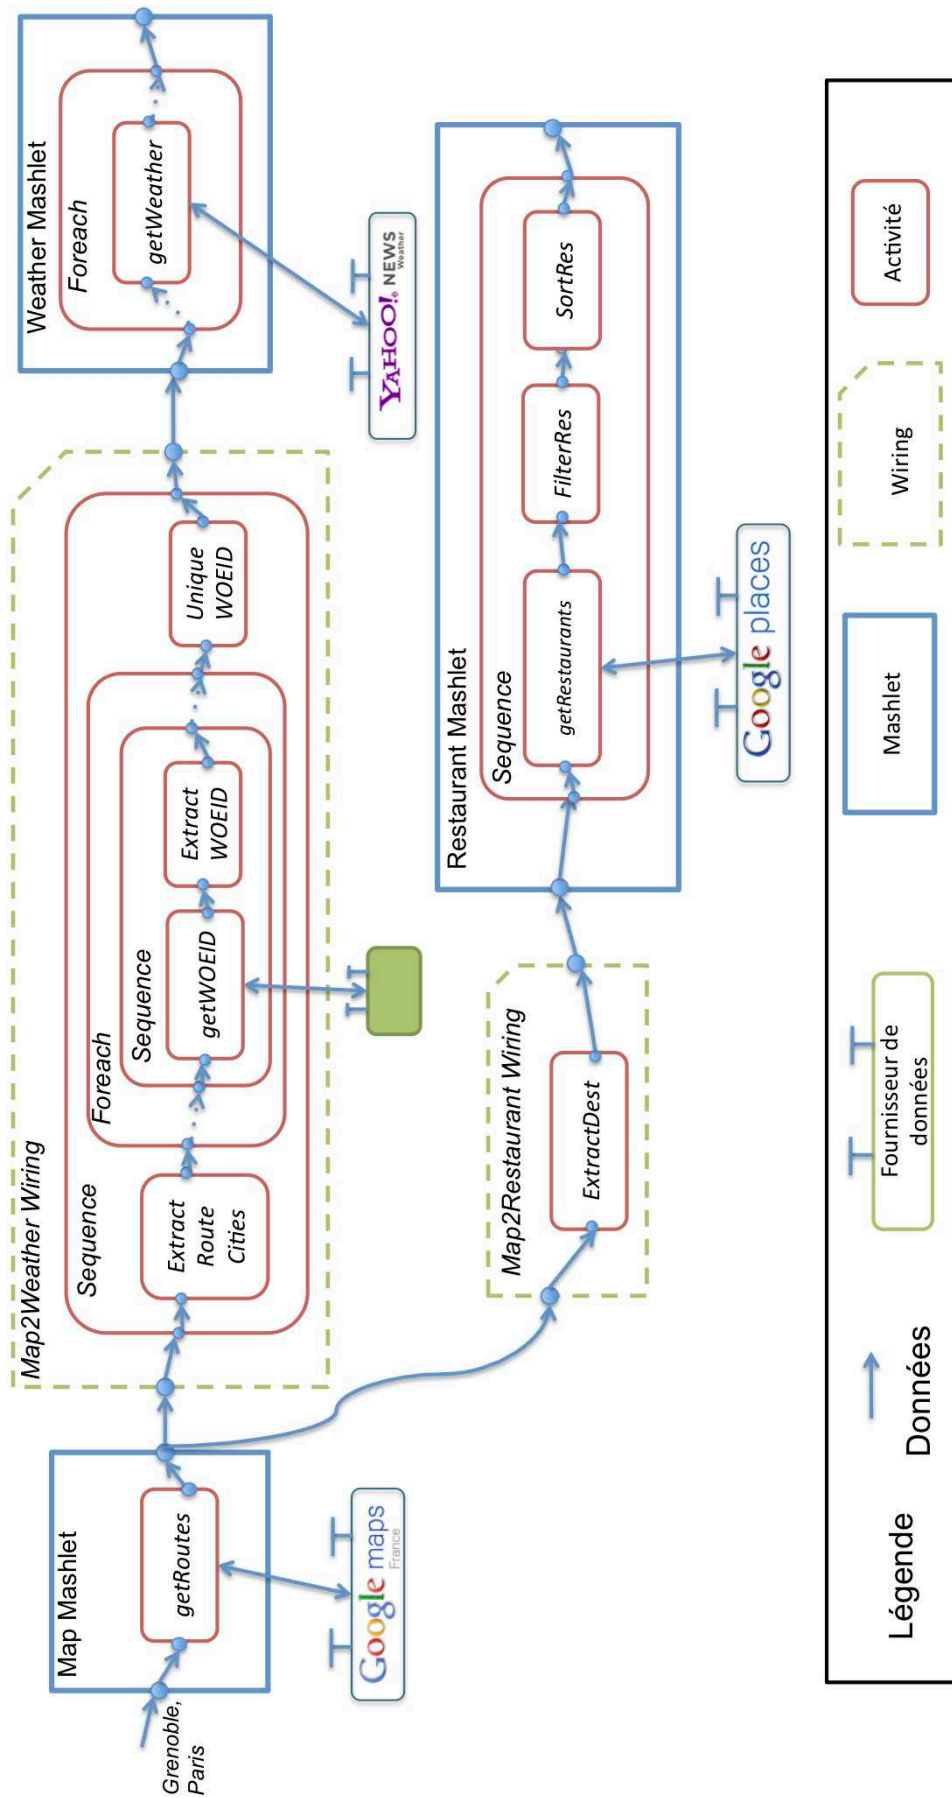 Grenoble,
Paris
Map Mashlet
getRoutes
Google maps
France
Map2Weather Wiring
Sequence
Extract
Route
Cities
Foreach
Sequence
getWOEID
Extract
WOEID
Unique
WOEID
Weather Mashlet
Foreach
getWeather
YAHOO! NEWS
Weather
Map2Restaurant Wiring
ExtractDest
Restaurant Mashlet
Sequence
getRestaurants
FilterRes
SortRes
Google places
Légende
Données
Fournisseur de
données
Mashlet
Wiring
Activité